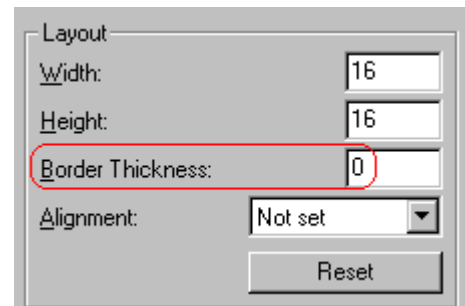 Layout
Width: 16
Height: 16
Border Thickness: 0
Alignment: Not set
Reset